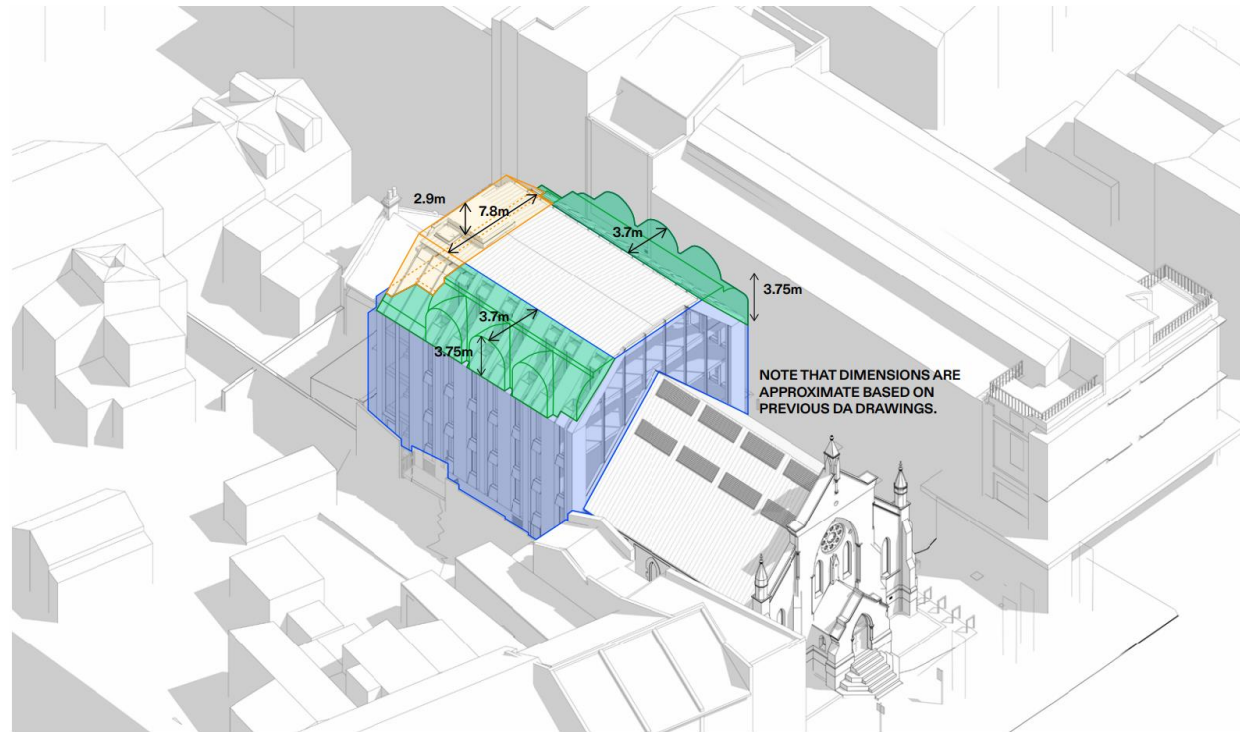 2.9m
7.8m
3.7m
3.75m
3.7m
3.75m
NOTE THAT DIMENSIONS ARE
APPROXIMATE BASED ON
PREVIOUS DA DRAWINGS.